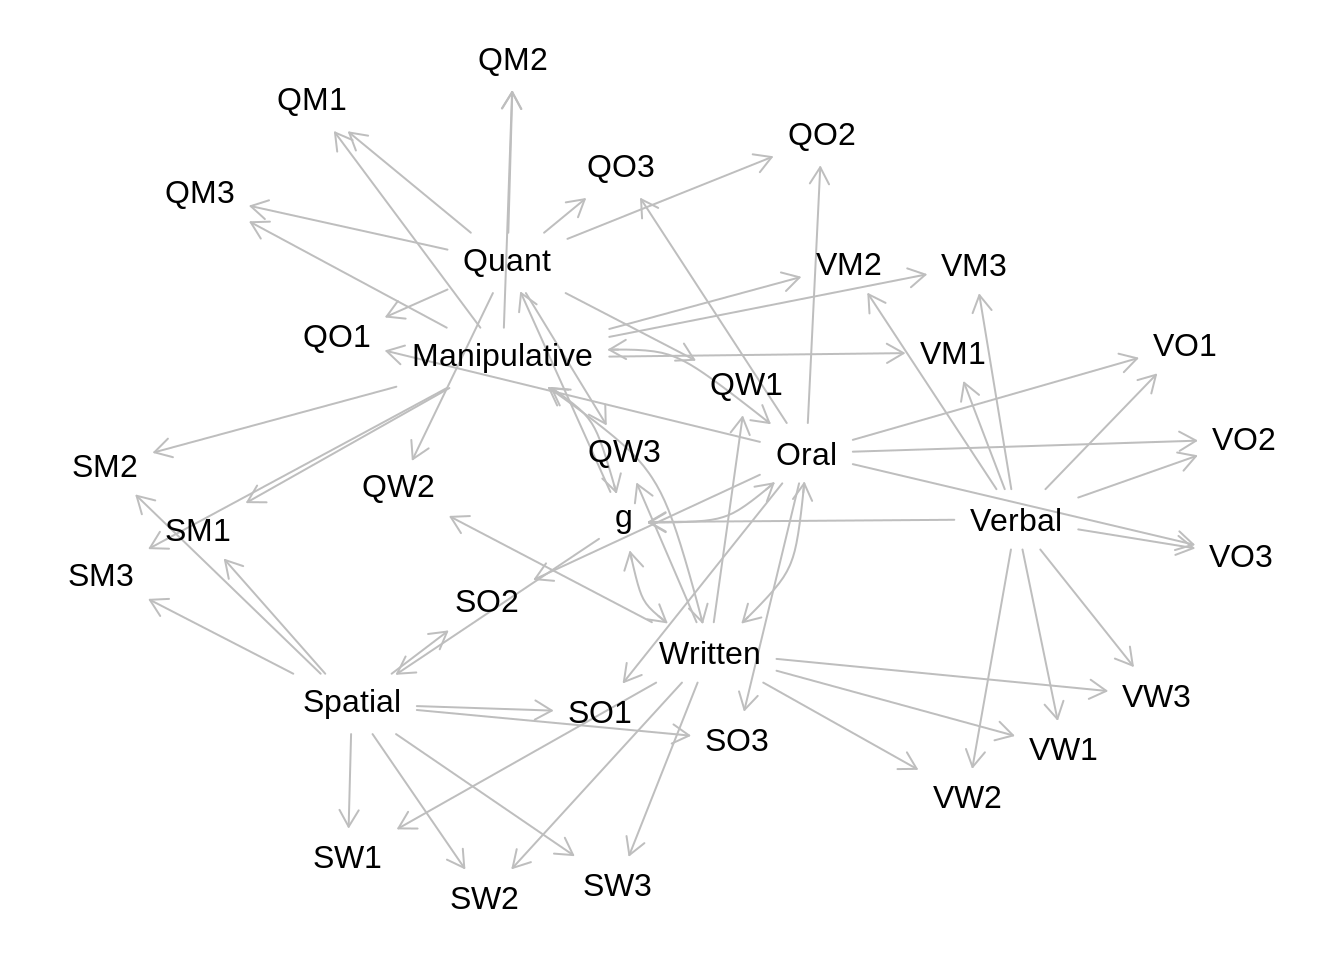 QM2
QM1
QO2
QO3
QM3
Quant
VM2
VM3
QO1
VO1
Manipulative
VM1
QW1
VO2
QW3
Oral
SM2
QW2
g
Verbal
SM1
VO3
SM3
SO2
Written
VW3
Spatial
SO1
SO3
VW1
VW2
SW1
SW3
SW2